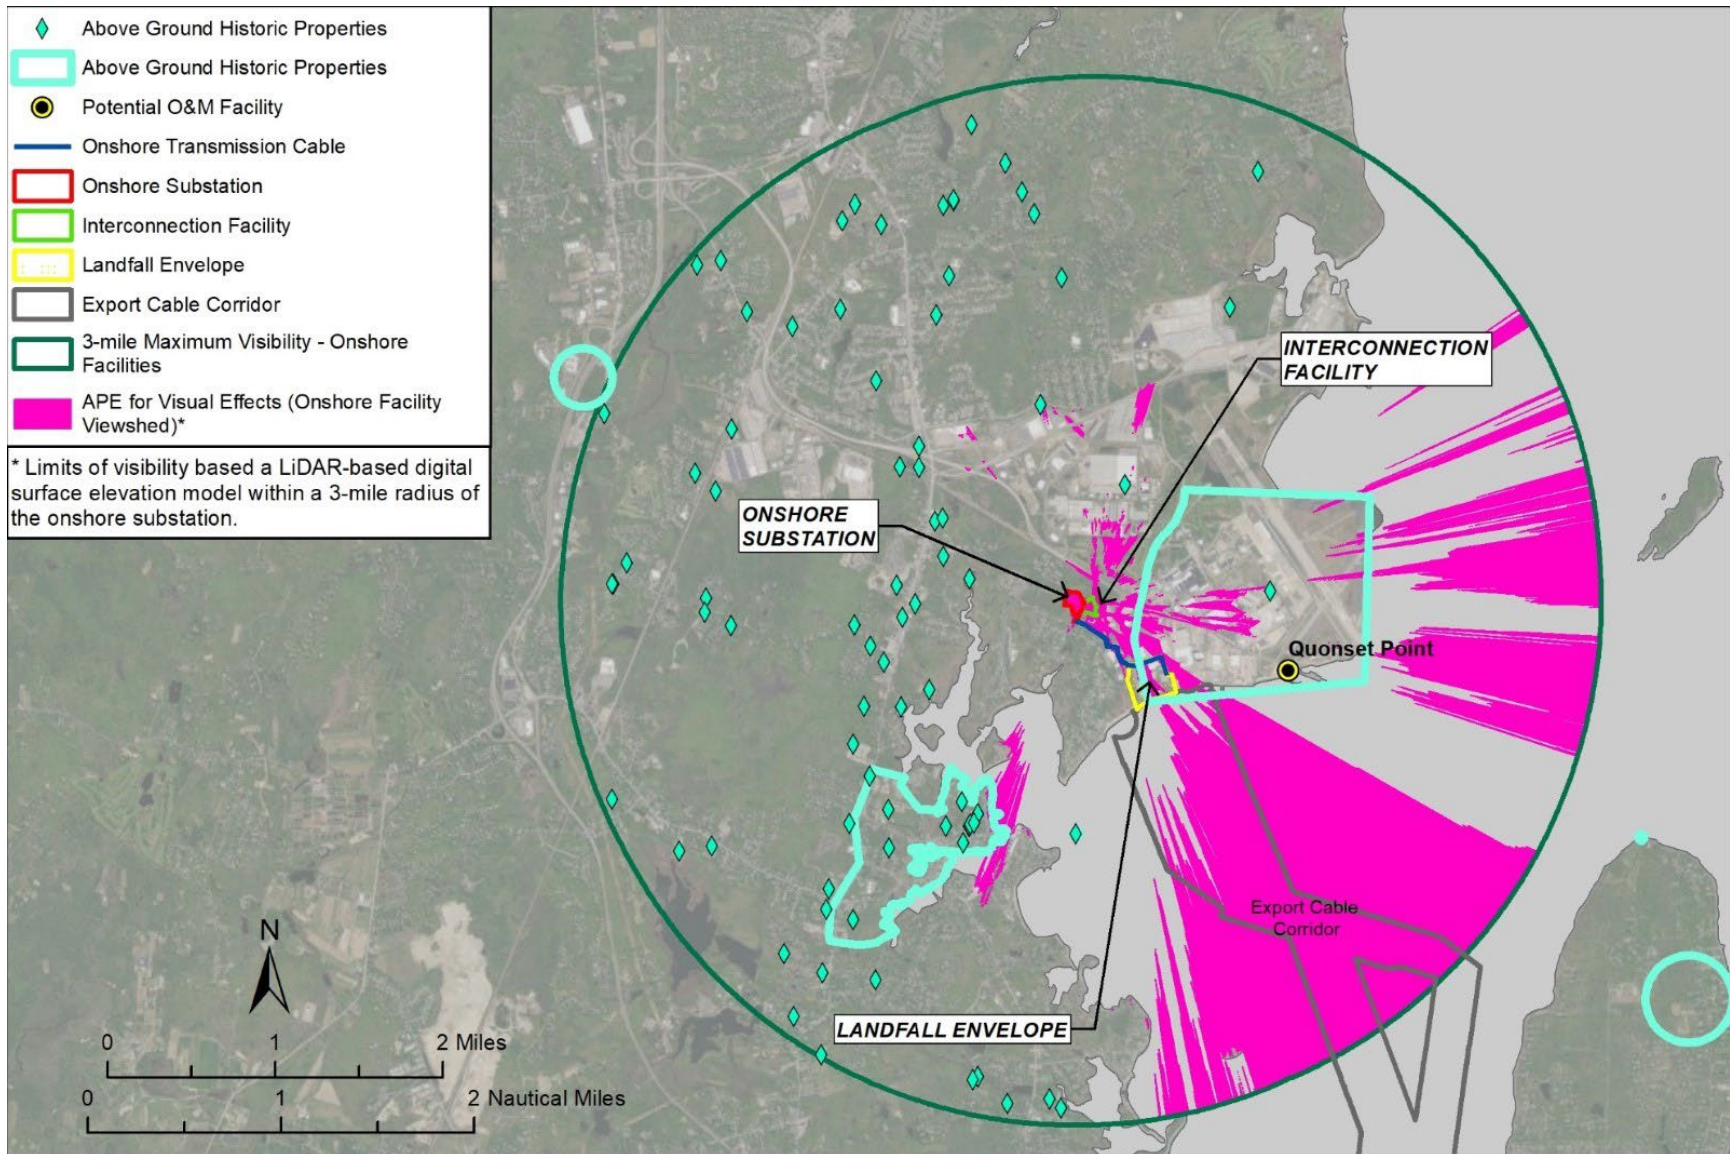 Above Ground Historic Properties
Above Ground Historic Properties
Potential O&M Facility
Onshore Transmission Cable
Onshore Substation
Interconnection Facility
Landfall Envelope
Export Cable Corridor
3-mile Maximum Visibility - Onshore
Facilities
APE for Visual Effects (Onshore Facility
Viewshed)*
* Limits of visibility based a LiDAR-based digital
surface elevation model within a 3-mile radius of
the onshore substation.
INTERCONNECTION
FACILITY
ONSHORE
SUBSTATION
Quonset Point
Export Cable
Corridor
LANDFALL ENVELOPE
N
0 1 2 Miles
0 1 2 Nautical Miles